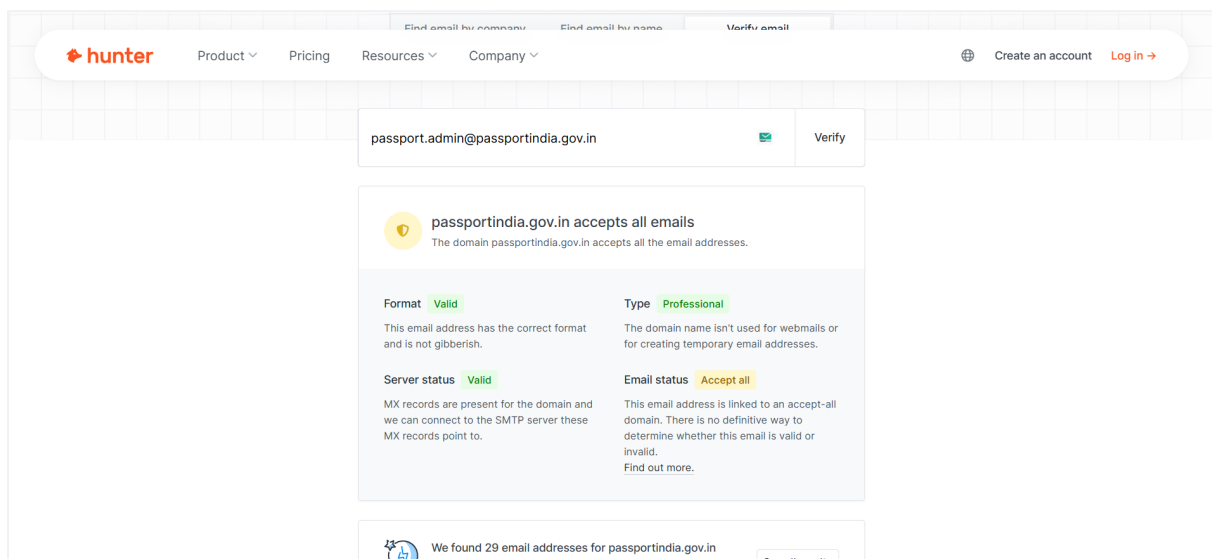 Find email by company Find email by name Verify email
hunter Product Pricing Resources Company Create an account Log in →
passport.admin@passportindia.gov.in Verify
passportindia.gov.in accepts all emails
The domain passportindia.gov.in accepts all the email addresses.
Format Valid
This email address has the correct format
and is not gibberish.
Type Professional
The domain name isn't used for webmails or
for creating temporary email addresses.
Server status Valid
MX records are present for the domain and
we can connect to the SMTP server these
MX records point to.
Email status Accept all
This email address is linked to an accept-all
domain. There is no definitive way to
determine whether this email is valid or
invalid.
Find out more.
We found 29 email addresses for passportindia.gov.in